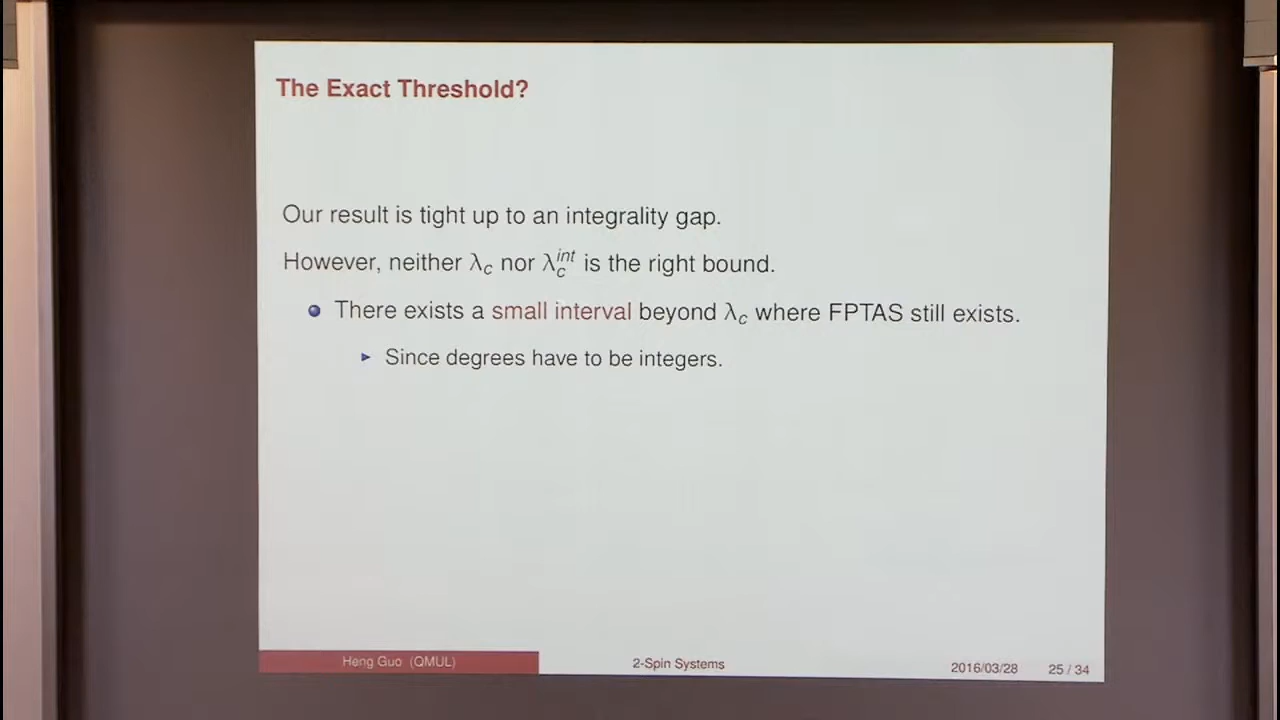 The Exact Threshold?
Our result is tight up to an integrality gap.
However, neither λ_c nor λ_c^{int} is the right bound.
There exists a small interval beyond λ_c where FPTAS still exists.
Since degrees have to be integers.
Heng Guo (QMUL) 2-Spin Systems 2016/03/28 25 / 34